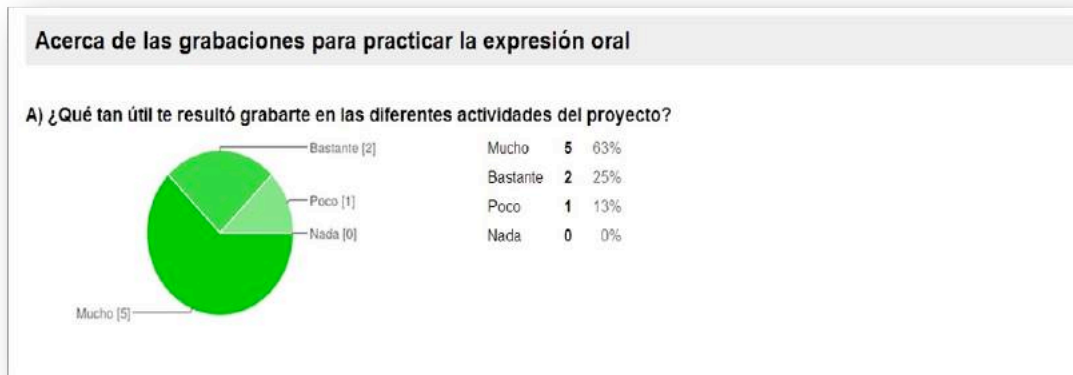 Acerca de las grabaciones para practicar la expresión oral
A) ¿Qué tan útil te resultó grabarte en las diferentes actividades del proyecto?
Bastante [2]
Poco [1]
Nada [0]
Mucho [5]
Mucho 5 63%
Bastante 2 25%
Poco 1 13%
Nada 0 0%